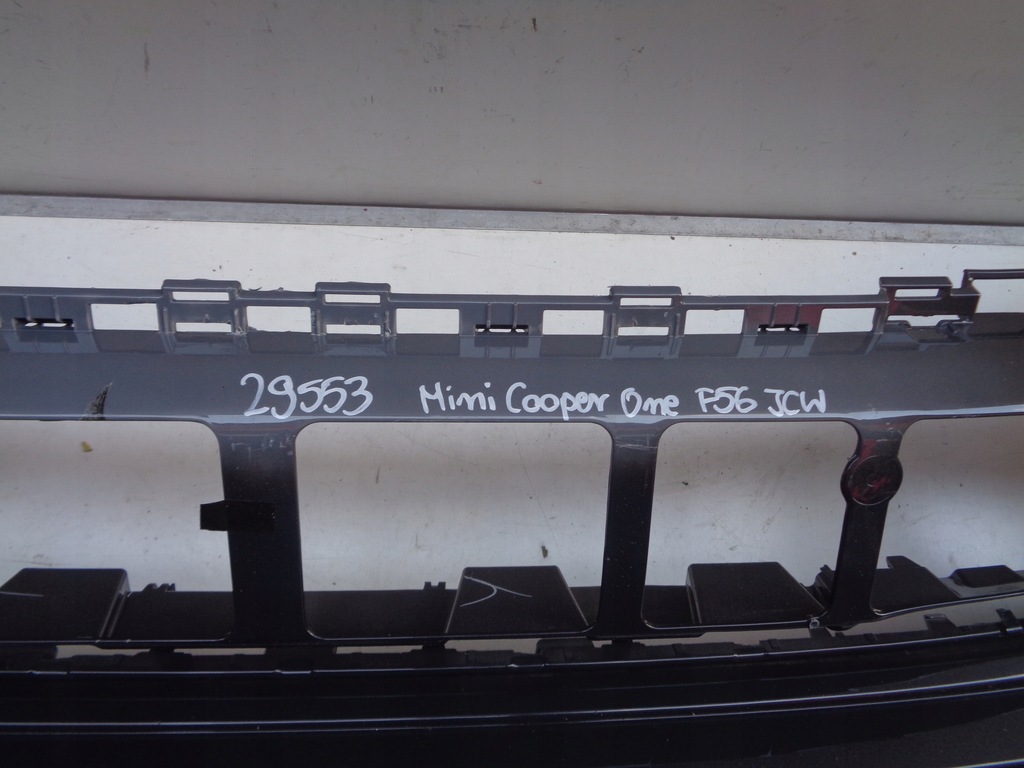 29553 Mini Cooper One F56 JCW